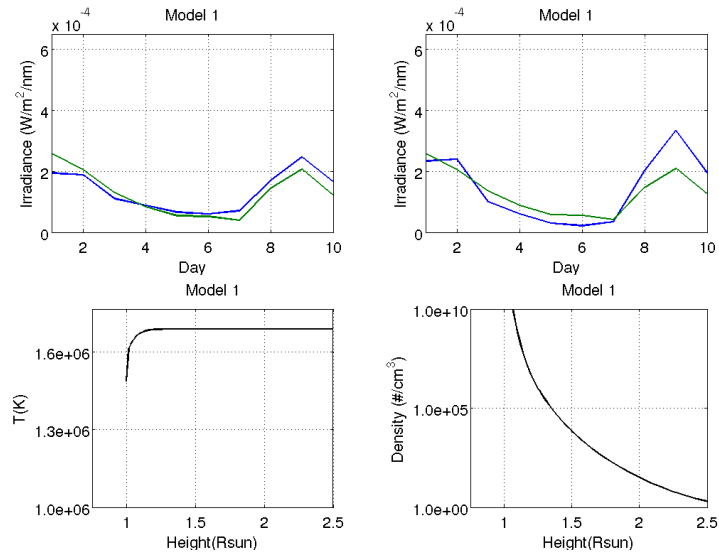 Model 1
x 10^-4
6
4
2
0
Irradiance (W/m^2/nm)
2 4 6 8 10
Day
Model 1
x 10^-4
6
4
2
0
Irradiance (W/m^2/nm)
2 4 6 8 10
Day
Model 1
1.6e+06
1.3e+06
1.0e+06
T(K)
1 1.5 2 2.5
Height(Rsun)
Model 1
1.0e+10
1.0e+05
1.0e+00
Density (#/cm^3)
1 1.5 2 2.5
Height(Rsun)